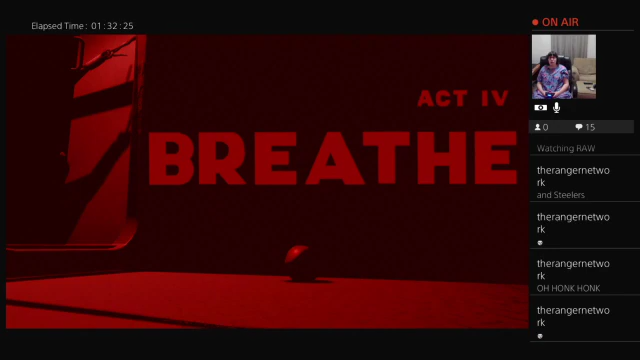 Elapsed Time: 01:32:25
ON AIR
ACT IV
BREATHE
0 15
Watching RAW
therangernetwo
rk
and Steelers
therangernetwo
rk
therangernetwo
rk
OH HONK HONK
therangernetwo
rk